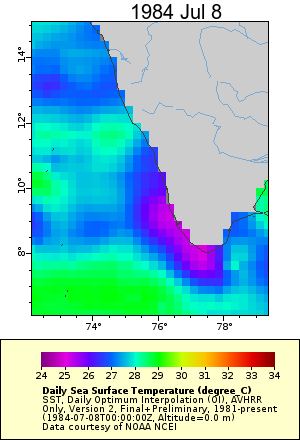 1984 Jul 8
14°
12°
10°
8°
74° 76° 78°
24 25 26 27 28 29 30 31 32 33 34
Daily Sea Surface Temperature (degree_C)
SST, Daily Optimum Interpolation (OI), AVHRR
Only, Version 2, Final+Preliminary, 1981-present
(1984-07-08T00:00:00Z, Altitude=0.0 m)
Data courtesy of NOAA NCEI